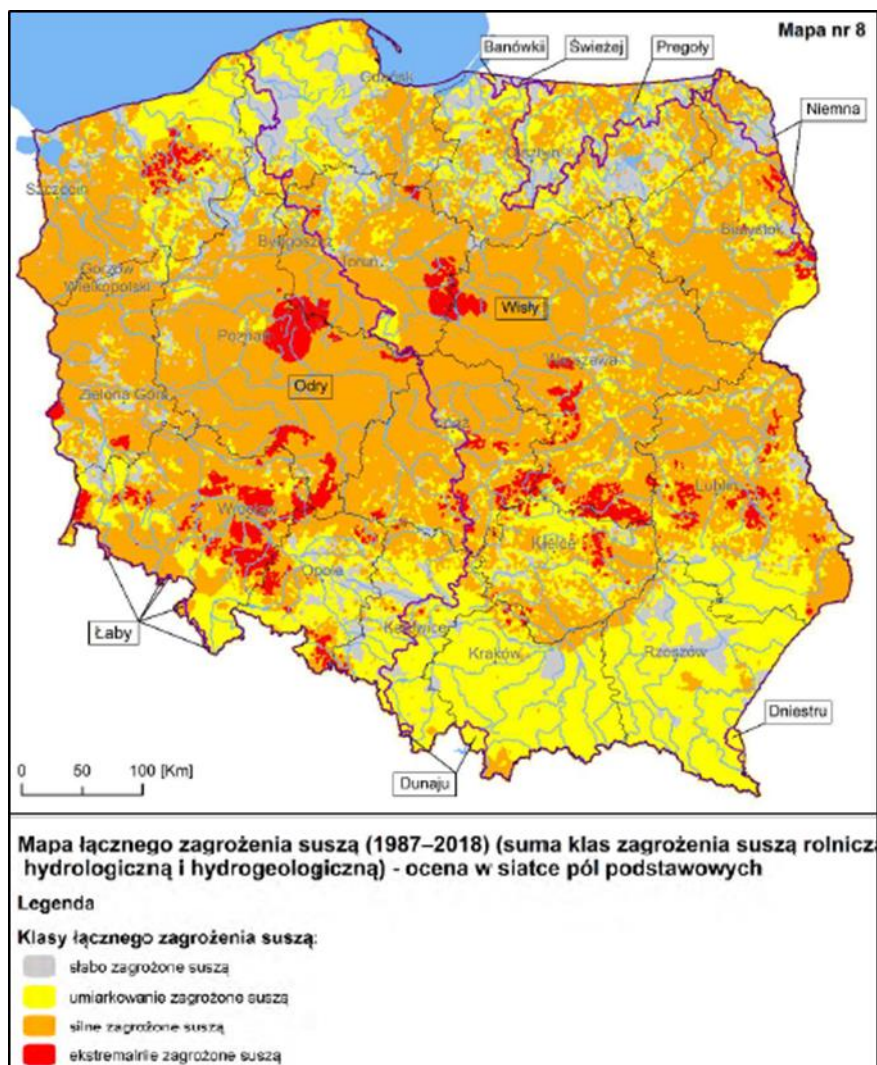 Mapa nr 8
Banówkii
Świeżej
Pregoły
Gdańsk
Niemna
Olsztyn
Szczecin
Białystok
Bydgoszcz
Gorzów
Wielkopolski
Toruń
Wisły
Poznań
Warszawa
Odry
Zielona Góra
Łódź
Lublin
Wrocław
Kielce
Opole
Łaby
Katowice
Kraków
Rzeszów
Dniestru
0 50 100 [Km]
Dunaju
Mapa łącznego zagrożenia suszą (1987–2018) (suma klas zagrożenia suszą rolnicza
hydrologiczną i hydrogeologiczną) - ocena w siatce pól podstawowych
Legenda
Klasy łącznego zagrożenia suszą:
słabo zagrożone suszą
umiarkowanie zagrożone suszą
silne zagrożone suszą
ekstremalnie zagrożone suszą